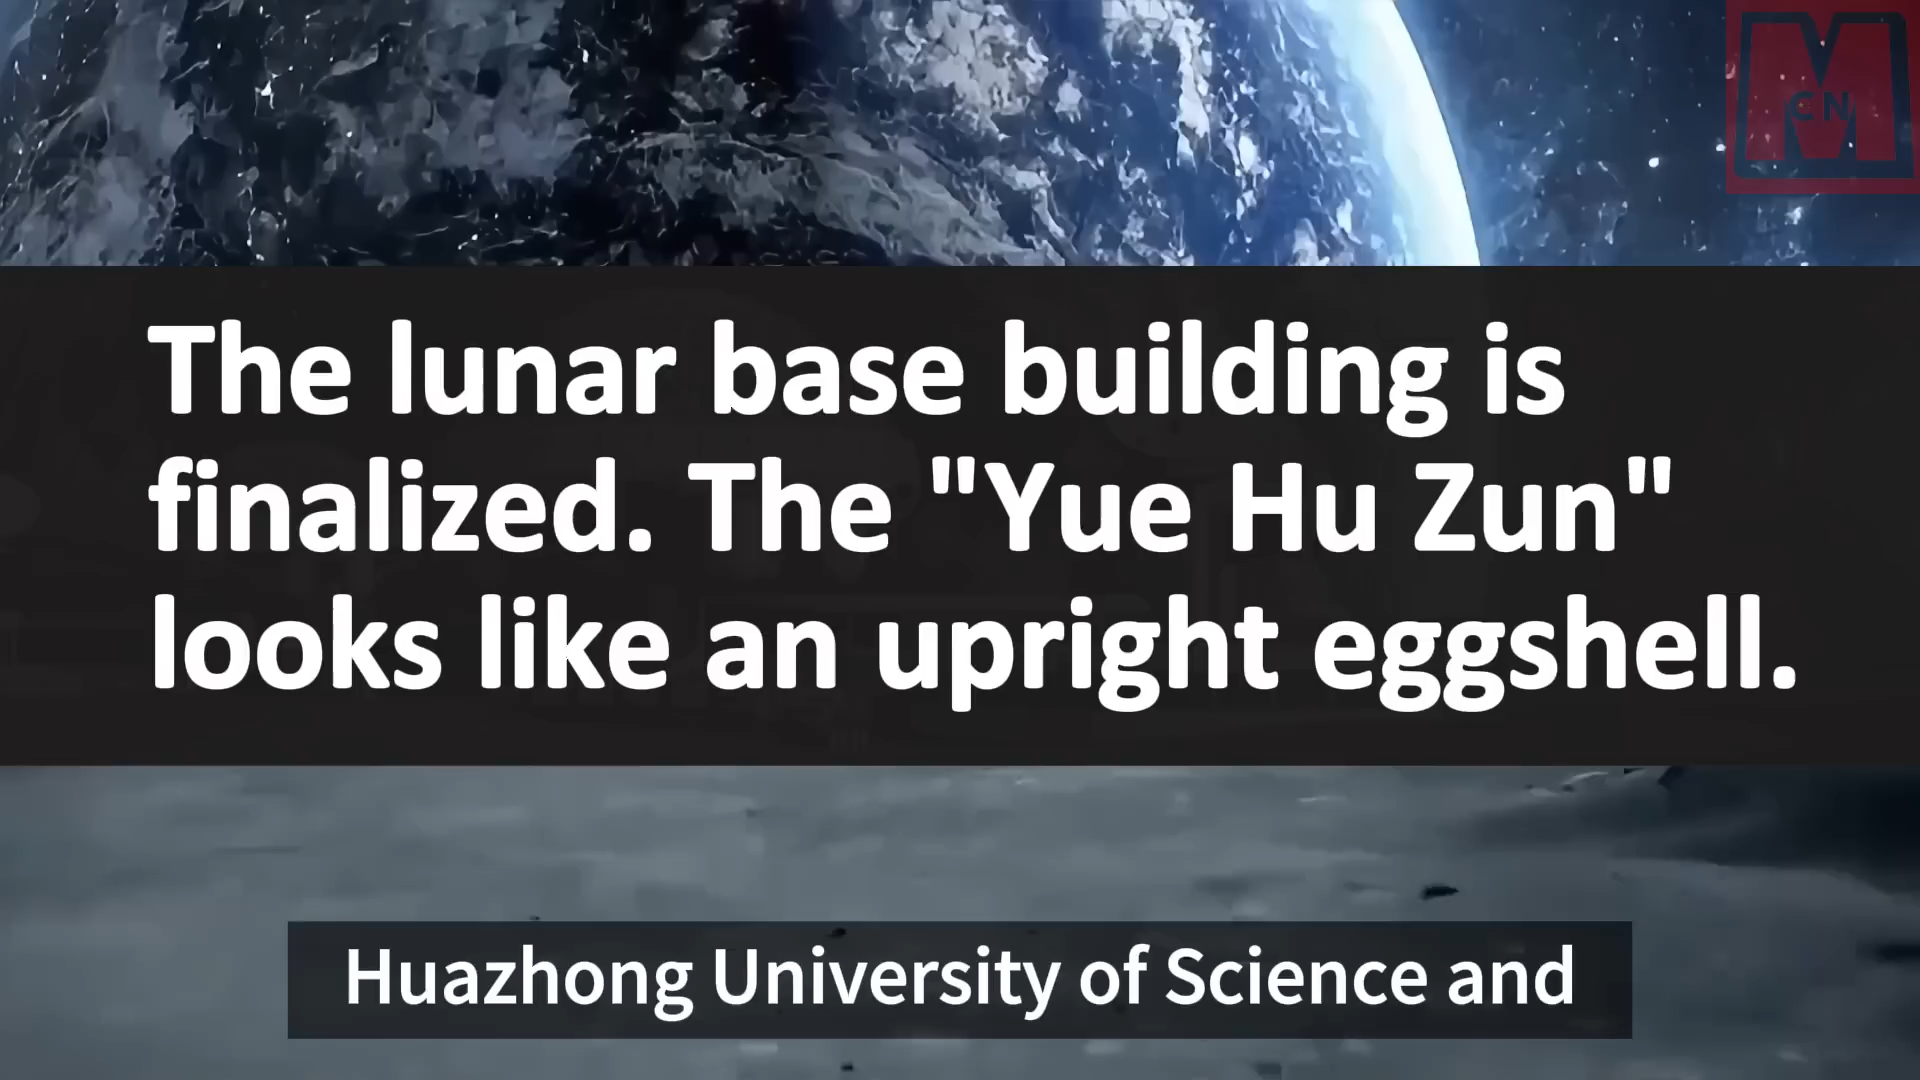 M
CN
The lunar base building is
finalized. The "Yue Hu Zun"
looks like an upright eggshell.
Huazhong University of Science and